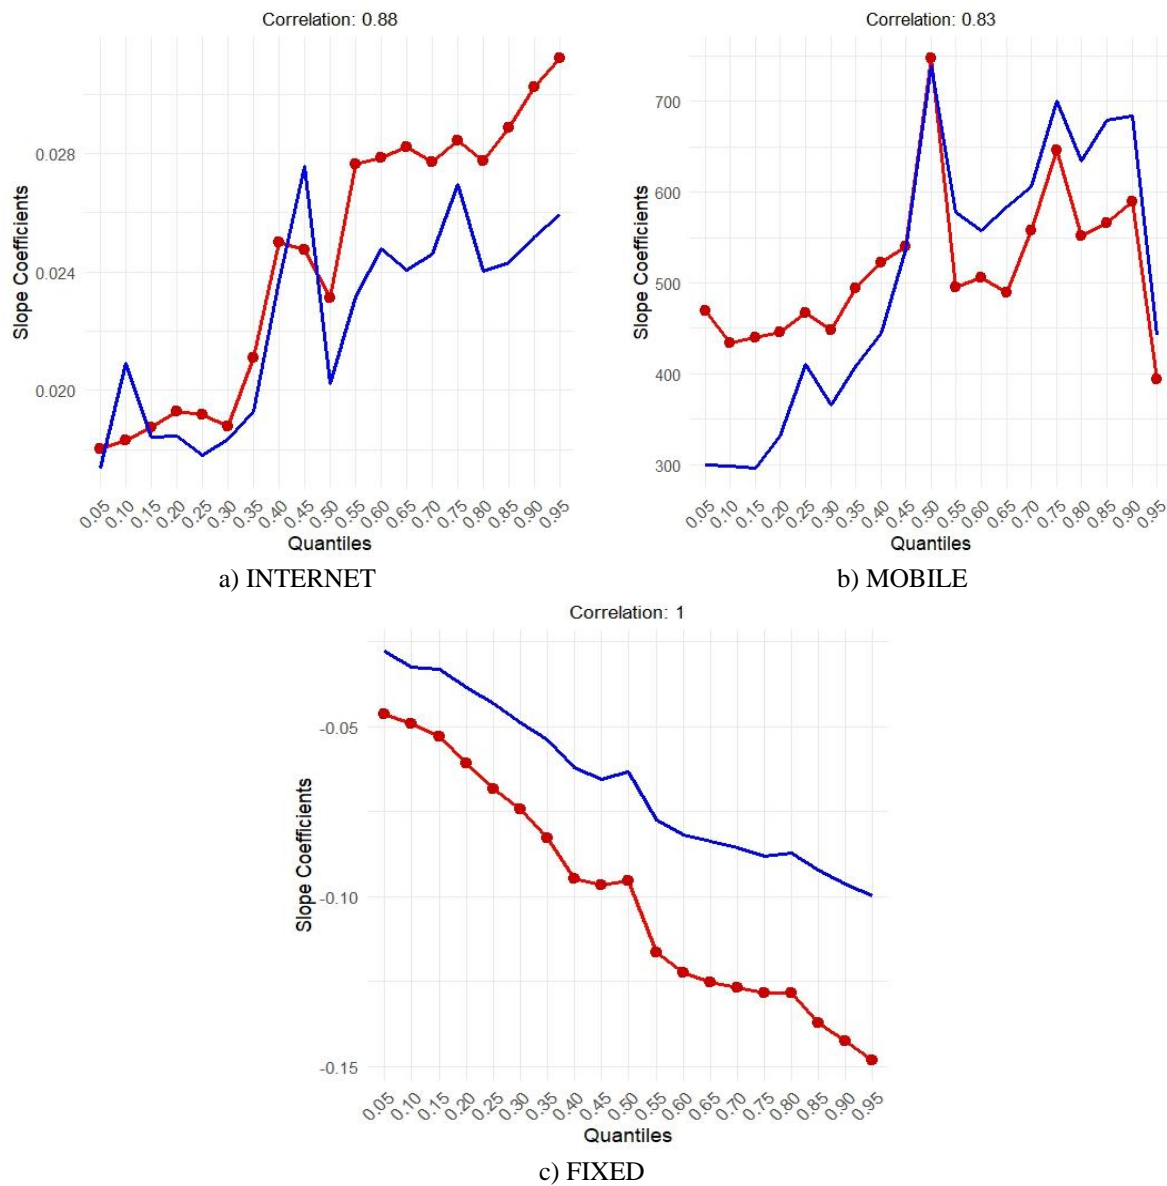 Correlation: 0.88
Slope Coefficients
0.028
0.024
0.020
0.05 0.10 0.15 0.20 0.25 0.30 0.35 0.40 0.45 0.50 0.55 0.60 0.65 0.70 0.75 0.80 0.85 0.90 0.95
Quantiles
a) INTERNET
Correlation: 0.83
Slope Coefficients
700
600
500
400
300
0.05 0.10 0.15 0.20 0.25 0.30 0.35 0.40 0.45 0.50 0.55 0.60 0.65 0.70 0.75 0.80 0.85 0.90 0.95
Quantiles
b) MOBILE
Correlation: 1
Slope Coefficients
-0.05
-0.10
-0.15
0.05 0.10 0.15 0.20 0.25 0.30 0.35 0.40 0.45 0.50 0.55 0.60 0.65 0.70 0.75 0.80 0.85 0.90 0.95
Quantiles
c) FIXED